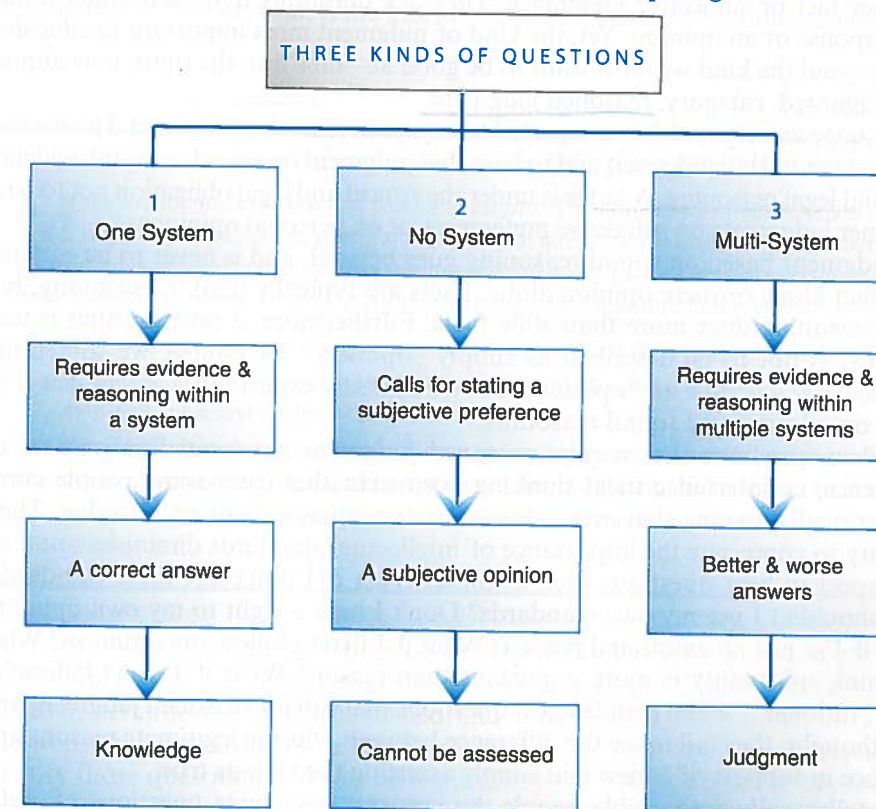 THREE KINDS OF QUESTIONS
1
One System
Requires evidence &
reasoning within
a system
A correct answer
Knowledge
2
No System
Calls for stating a
subjective preference
A subjective opinion
Cannot be assessed
3
Multi-System
Requires evidence &
reasoning within
multiple systems
Better & worse
answers
Judgment